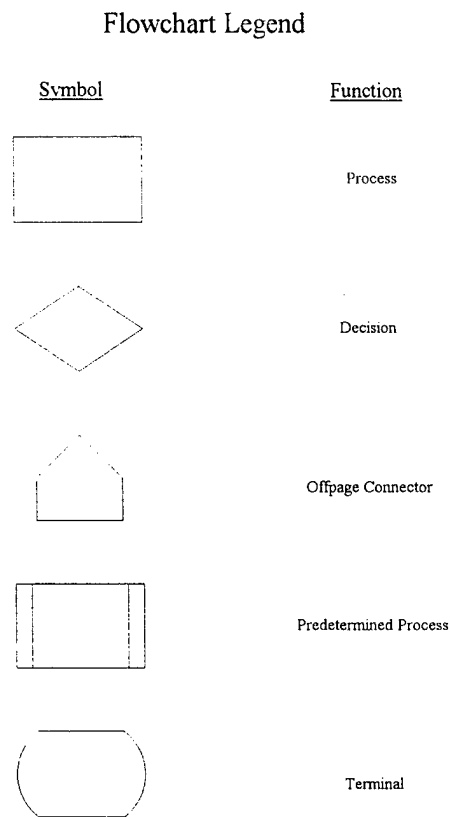 Flowchart Legend
Symbol Function
Process
Decision
Offpage Connector
Predetermined Process
Terminal